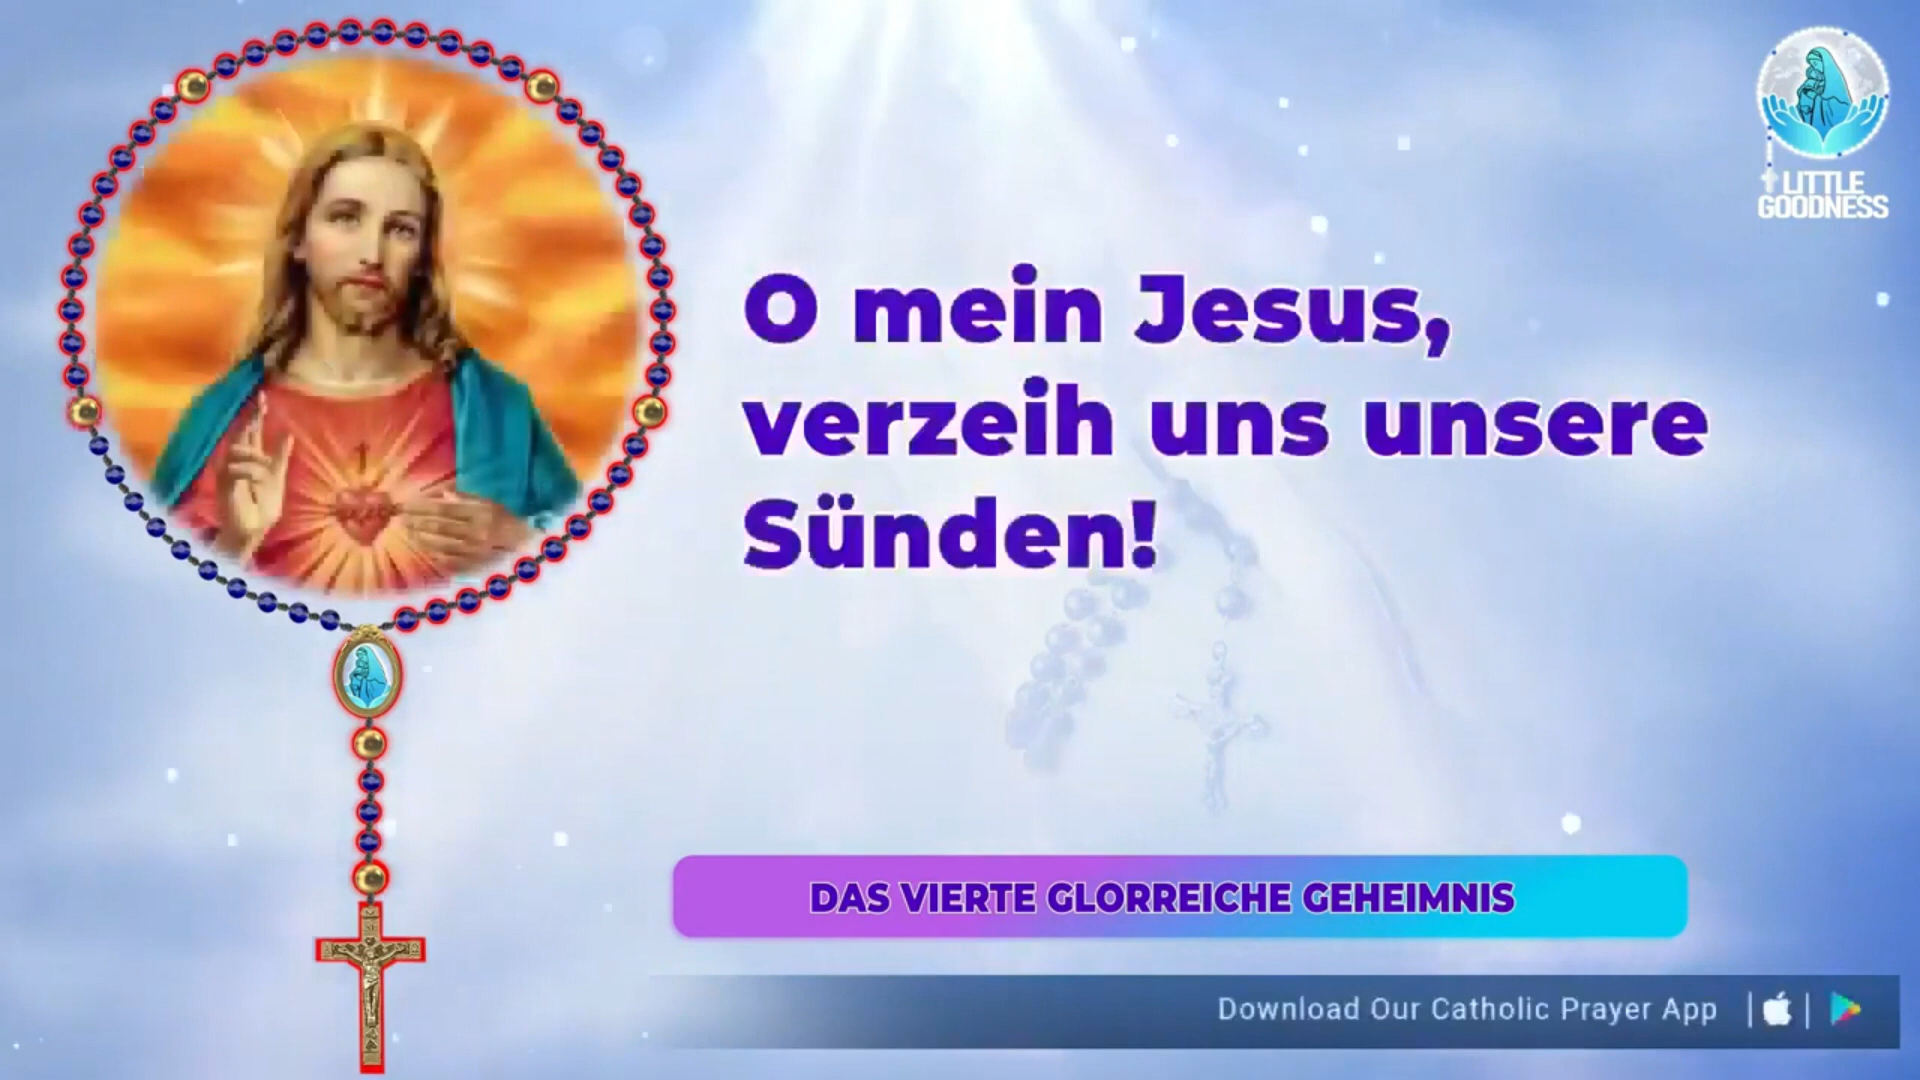 LITTLE
GOODNESS
O mein Jesus,
verzeih uns unsere
Sünden!
DAS VIERTE GLORREICHE GEHEIMNIS
Download Our Catholic Prayer App